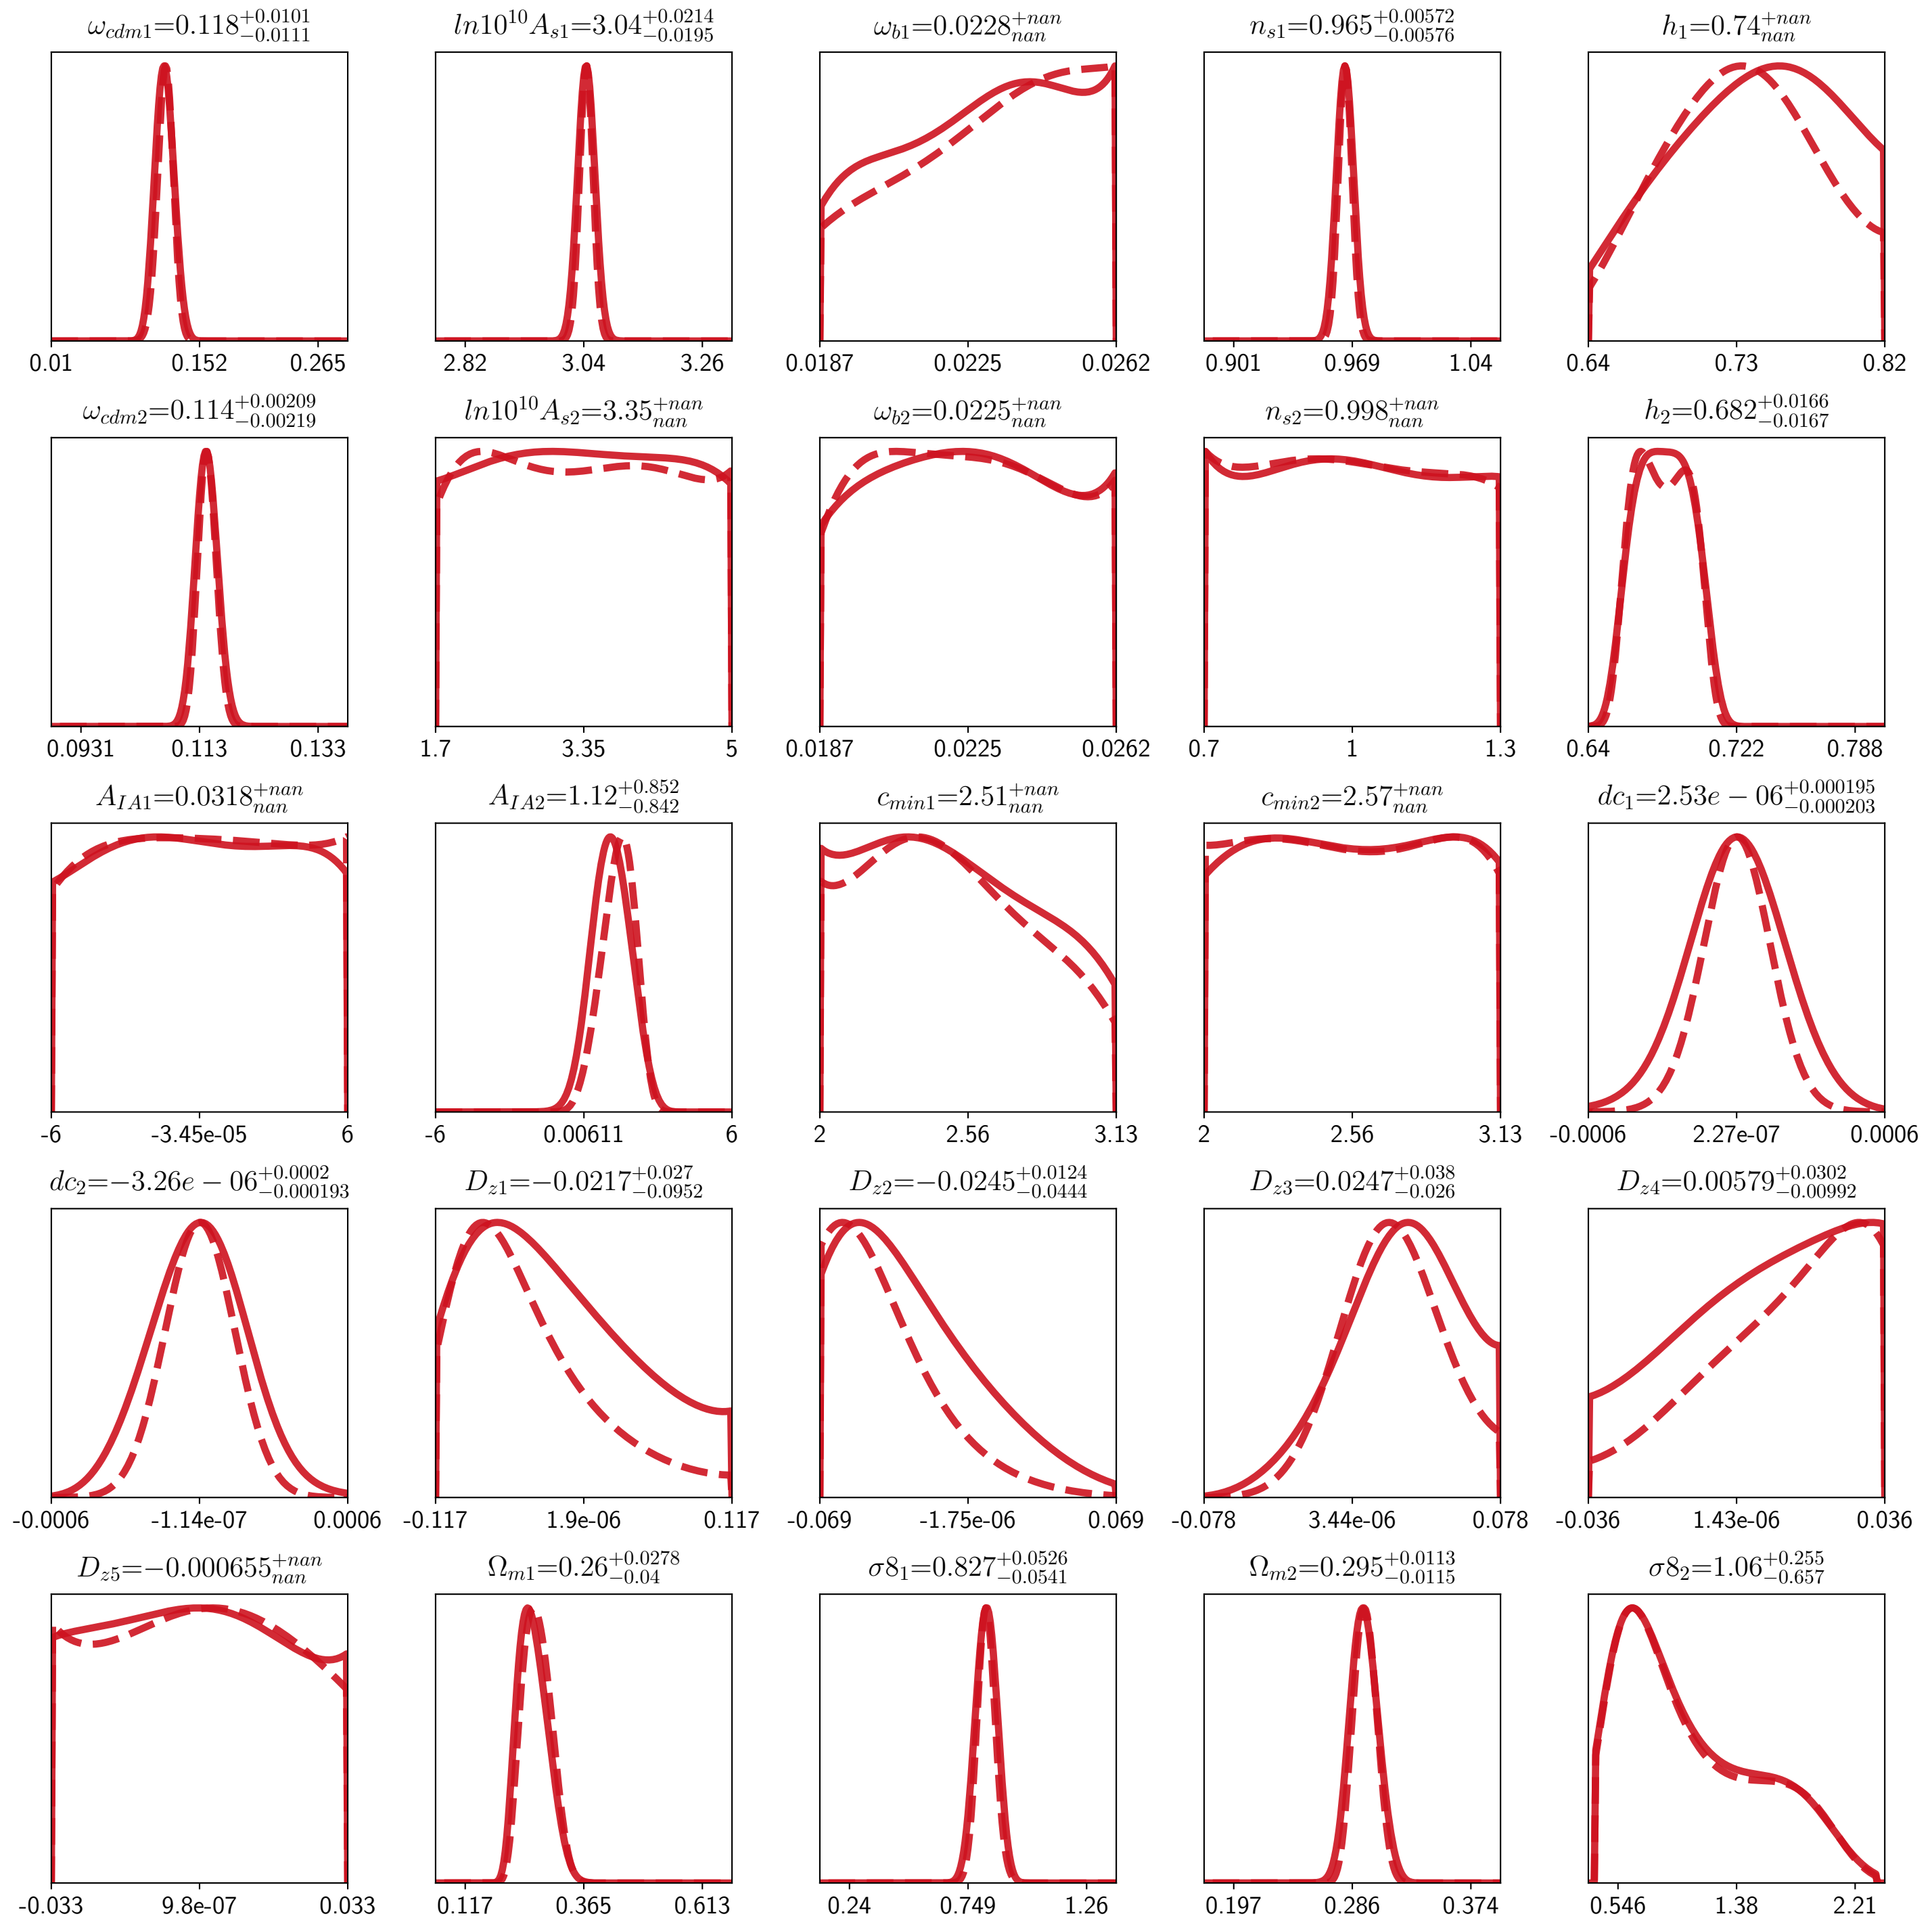 ω_{cdm1}=0.118^{+0.0101}_{−0.0111} ln10^{10}A_{s1}=3.04^{+0.0214}_{−0.0195} ω_{b1}=0.0228^{+nan}_{nan} n_{s1}=0.965^{+0.00572}_{−0.00576} h_1=0.74^{+nan}_{nan}
0.01 0.152 0.265 2.82 3.04 3.26 0.0187 0.0225 0.0262 0.901 0.969 1.04 0.64 0.73 0.82
ω_{cdm2}=0.114^{+0.00209}_{−0.00219} ln10^{10}A_{s2}=3.35^{+nan}_{nan} ω_{b2}=0.0225^{+nan}_{nan} n_{s2}=0.998^{+nan}_{nan} h_2=0.682^{+0.0166}_{−0.0167}
0.0931 0.113 0.133 1.7 3.35 5 0.0187 0.0225 0.0262 0.7 1 1.3 0.64 0.722 0.788
A_{IA1}=0.0318^{+nan}_{nan} A_{IA2}=1.12^{+0.852}_{−0.842} c_{min1}=2.51^{+nan}_{nan} c_{min2}=2.57^{+nan}_{nan} dc_1=2.53e − 06^{+0.000195}_{−0.000203}
-6 -3.45e-05 6 -6 0.00611 6 2 2.56 3.13 2 2.56 3.13 -0.0006 2.27e-07 0.0006
dc_2=−3.26e − 06^{+0.0002}_{−0.000193} D_{z1}=−0.0217^{+0.027}_{−0.0952} D_{z2}=−0.0245^{+0.0124}_{−0.0444} D_{z3}=0.0247^{+0.038}_{−0.026} D_{z4}=0.00579^{+0.0302}_{−0.00992}
-0.0006 -1.14e-07 0.0006 -0.117 1.9e-06 0.117 -0.069 -1.75e-06 0.069 -0.078 3.44e-06 0.078 -0.036 1.43e-06 0.036
D_{z5}=−0.000655^{+nan}_{nan} Ω_{m1}=0.26^{+0.0278}_{−0.04} σ8_1=0.827^{+0.0526}_{−0.0541} Ω_{m2}=0.295^{+0.0113}_{−0.0115} σ8_2=1.06^{+0.255}_{−0.657}
-0.033 9.8e-07 0.033 0.117 0.365 0.613 0.24 0.749 1.26 0.197 0.286 0.374 0.546 1.38 2.21